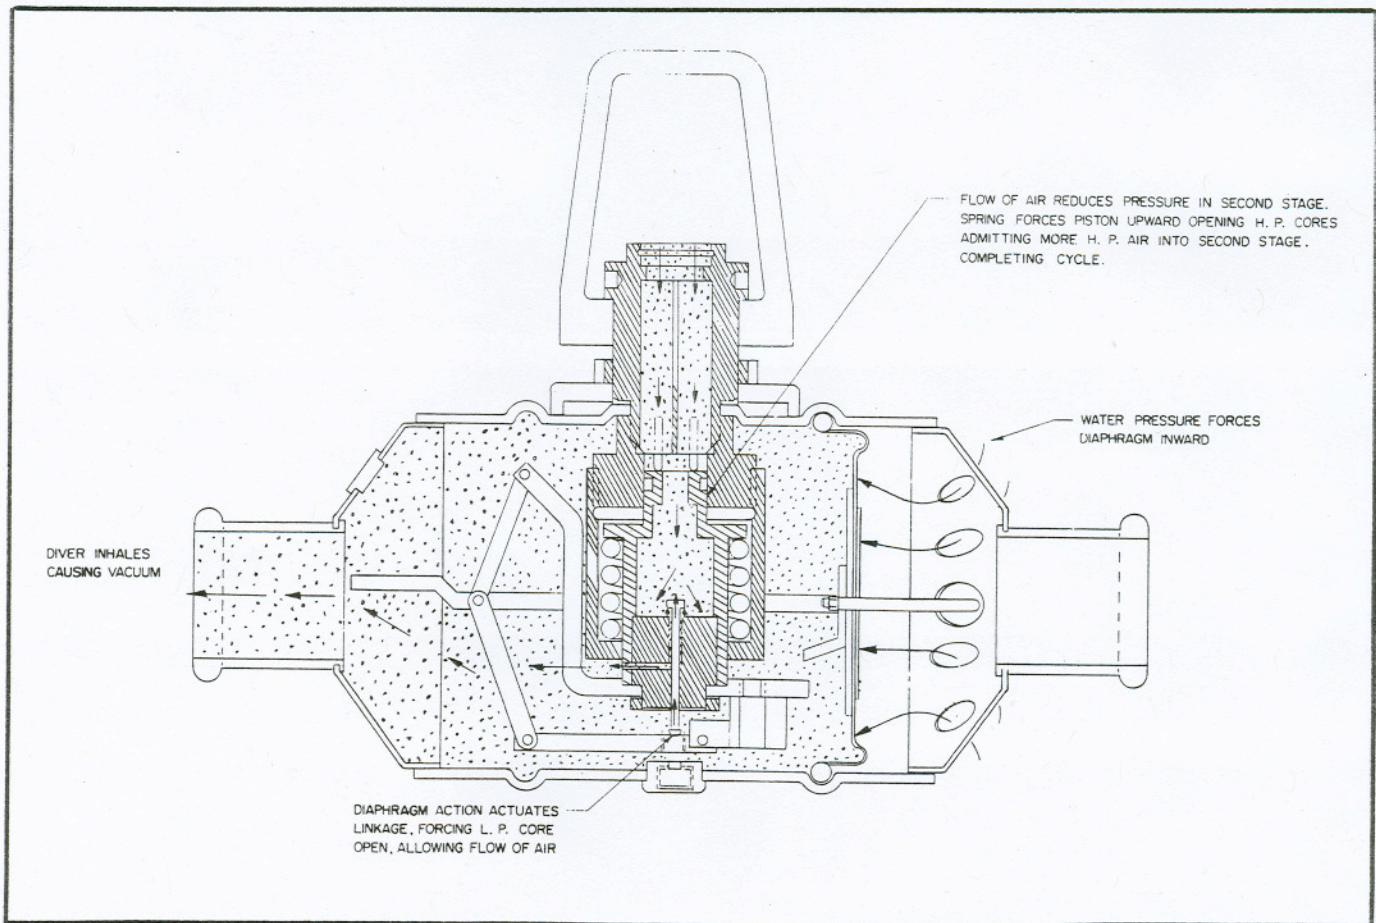 FLOW OF AIR REDUCES PRESSURE IN SECOND STAGE.
SPRING FORCES PISTON UPWARD OPENING H. P. CORES
ADMITTING MORE H. P. AIR INTO SECOND STAGE.
COMPLETING CYCLE.
WATER PRESSURE FORCES
DIAPHRAGM INWARD
DIVER INHALES
CAUSING VACUUM
DIAPHRAGM ACTION ACTUATES
LINKAGE, FORCING L. P. CORE
OPEN, ALLOWING FLOW OF AIR